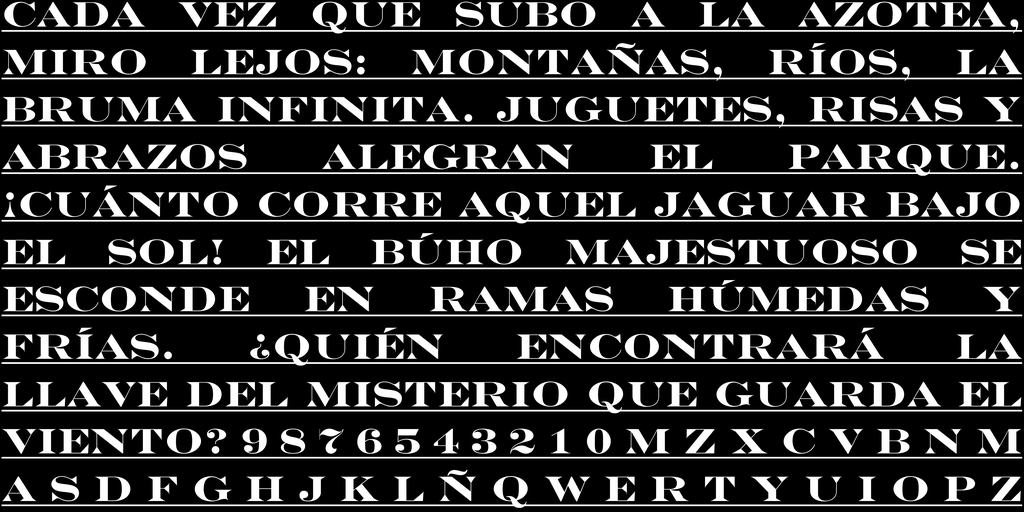 CADA VEZ QUE SUBO A LA AZOTEA,
MIRO LEJOS: MONTAÑAS, RÍOS, LA
BRUMA INFINITA. JUGUETES, RISAS Y
ABRAZOS ALEGRAN EL PARQUE.
¡CUÁNTO CORRE AQUEL JAGUAR BAJO
EL SOL! EL BÚHO MAJESTUOSO SE
ESCONDE EN RAMAS HÚMEDAS Y
FRÍAS. ¿QUIÉN ENCONTRARÁ LA
LLAVE DEL MISTERIO QUE GUARDA EL
VIENTO? 9 8 7 6 5 4 3 2 1 0 M Z X C V B N M
A S D F G H J K L Ñ Q W E R T Y U I O P Z